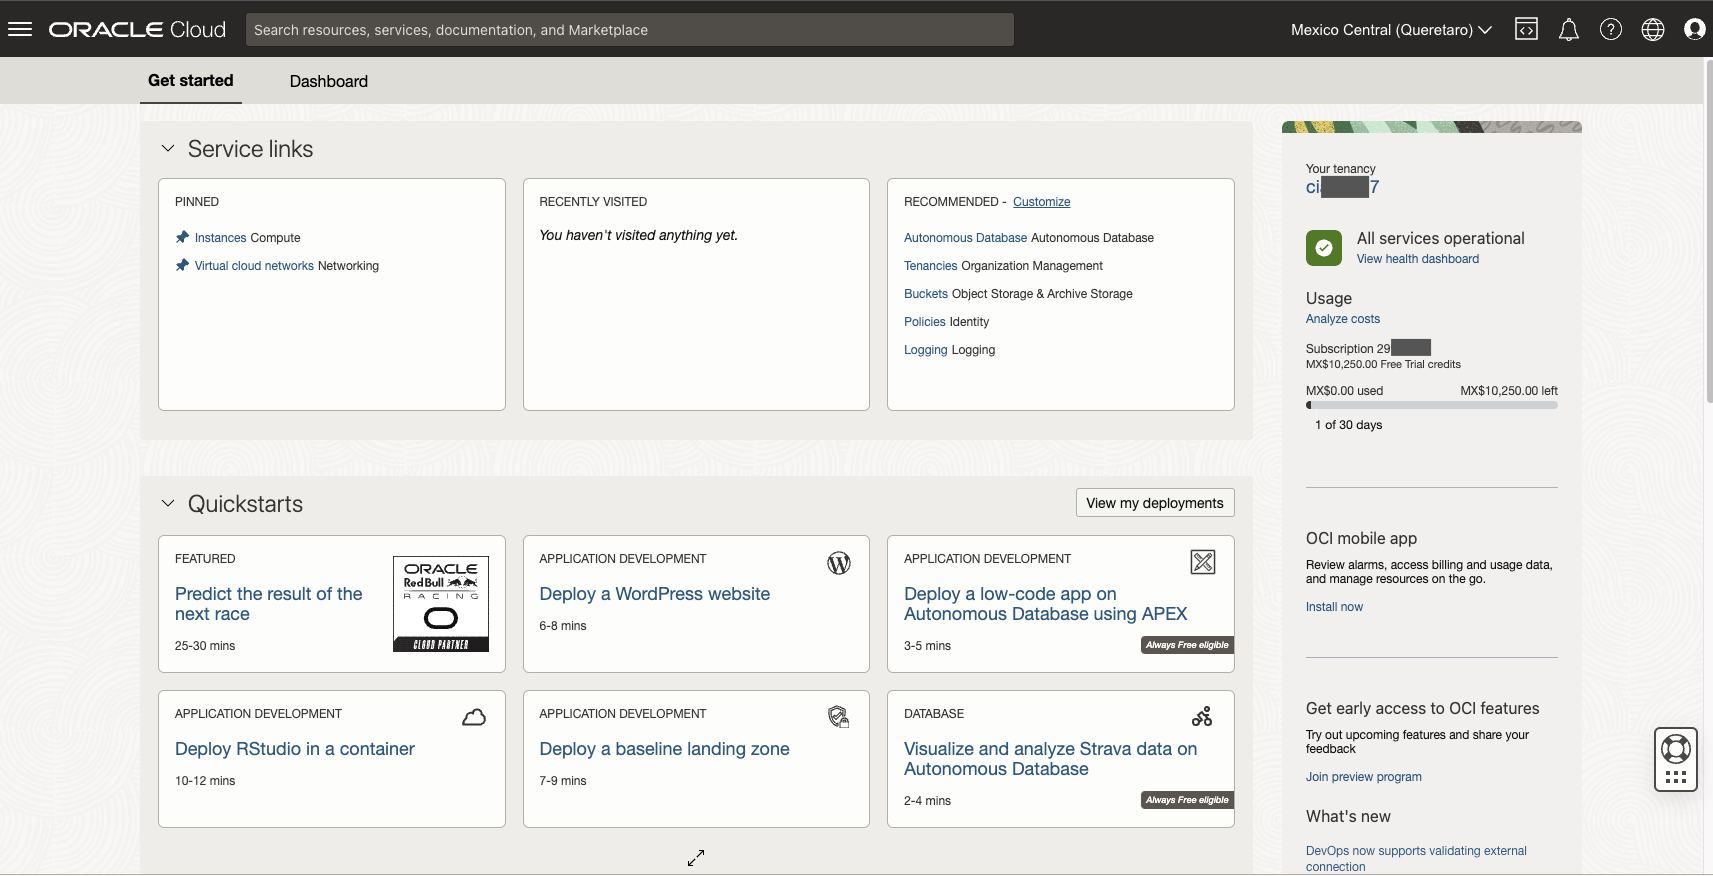 ORACLE Cloud
Search resources, services, documentation, and Marketplace
Mexico Central (Queretaro)
Get started
Dashboard
Service links
PINNED
Instances Compute
Virtual cloud networks Networking
RECENTLY VISITED
You haven't visited anything yet.
RECOMMENDED - Customize
Autonomous Database Autonomous Database
Tenancies Organization Management
Buckets Object Storage & Archive Storage
Policies Identity
Logging Logging
Quickstarts
View my deployments
FEATURED
Predict the result of the
next race
25-30 mins
ORACLE
Red Bull
RACING
CLOUD PARTNER
APPLICATION DEVELOPMENT
Deploy a WordPress website
6-8 mins
APPLICATION DEVELOPMENT
Deploy a low-code app on
Autonomous Database using APEX
3-5 mins
Always Free eligible
APPLICATION DEVELOPMENT
Deploy RStudio in a container
10-12 mins
APPLICATION DEVELOPMENT
Deploy a baseline landing zone
7-9 mins
DATABASE
Visualize and analyze Strava data on
Autonomous Database
2-4 mins
Always Free eligible
Your tenancy
7
All services operational
View health dashboard
Usage
Analyze costs
Subscription 29
MX$10,250.00 Free Trial credits
MX$0.00 used
MX$10,250.00 left
1 of 30 days
OCI mobile app
Review alarms, access billing and usage data,
and manage resources on the go.
Install now
Get early access to OCI features
Try out upcoming features and share your
feedback
Join preview program
What's new
DevOps now supports validating external
connection